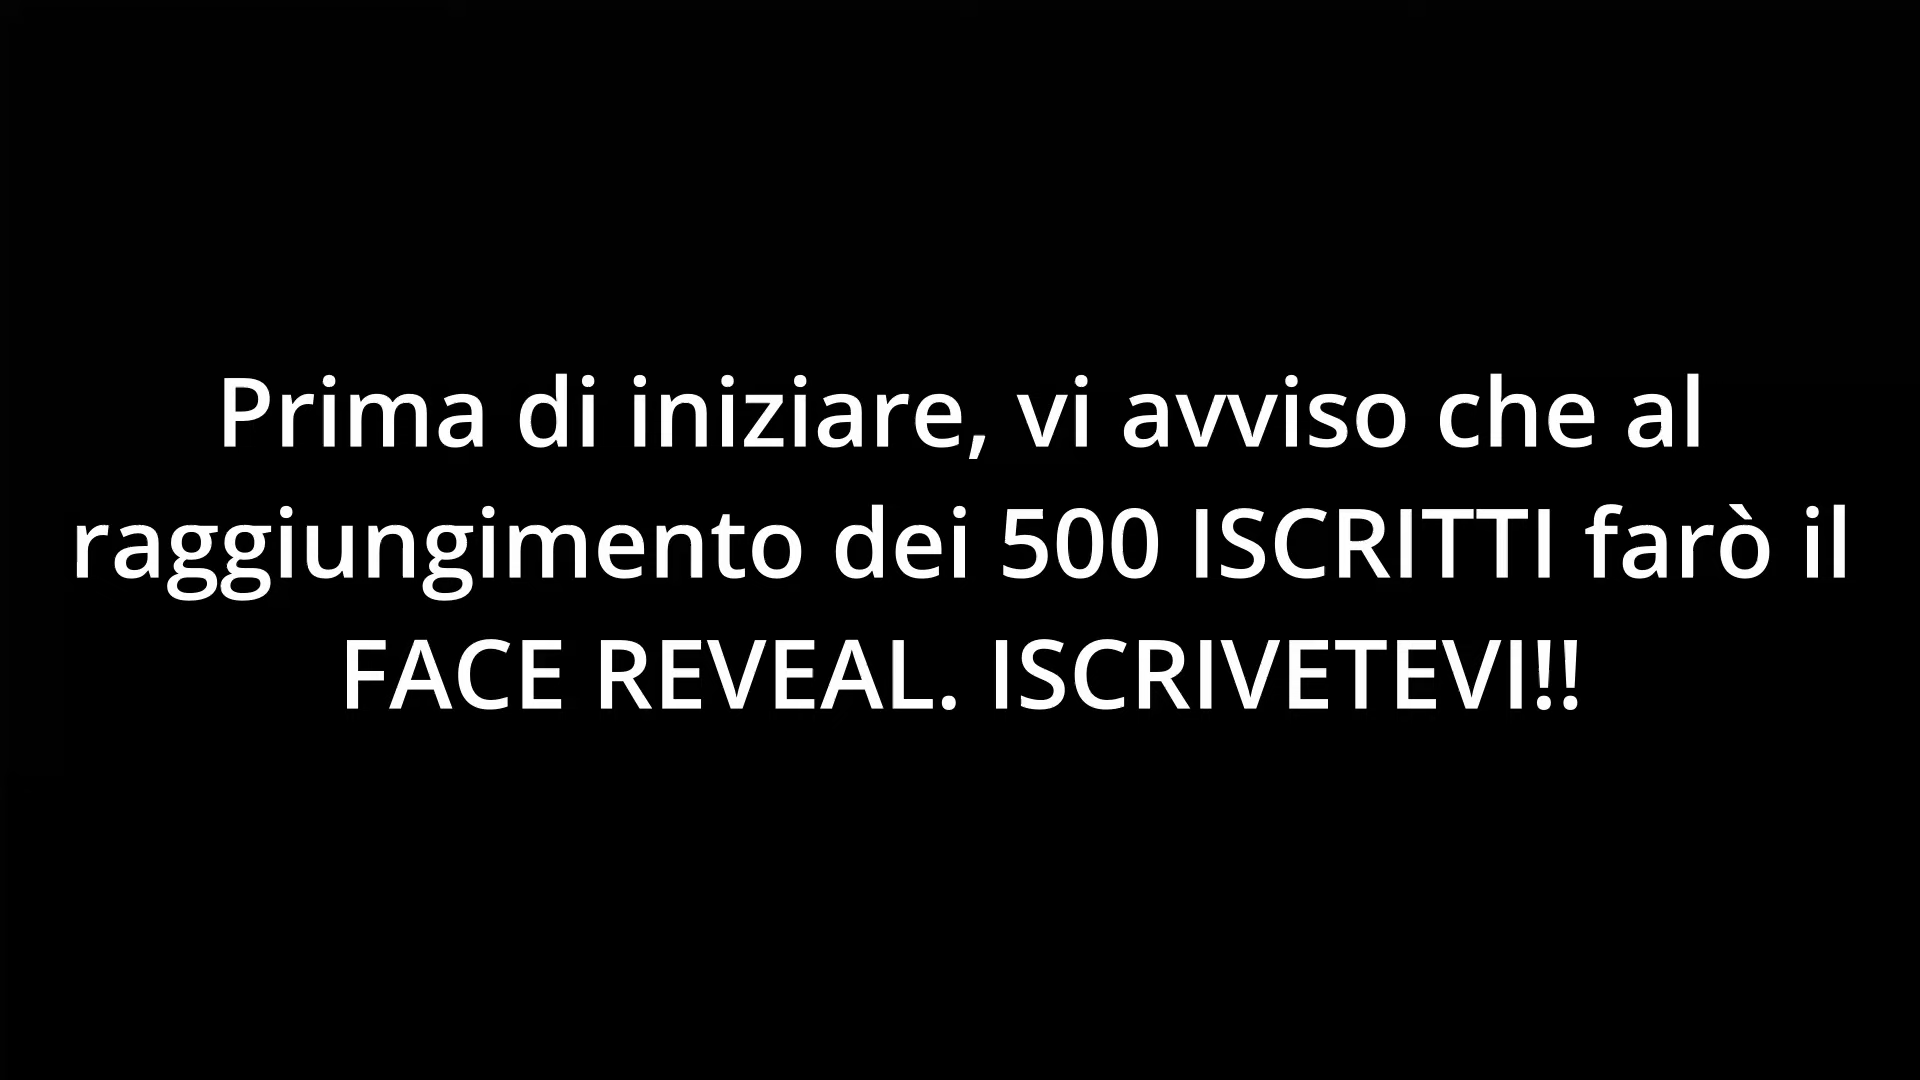 Prima di iniziare, vi avviso che al
raggiungimento dei 500 ISCRITTI farò il
FACE REVEAL. ISCRIVETEVI!!